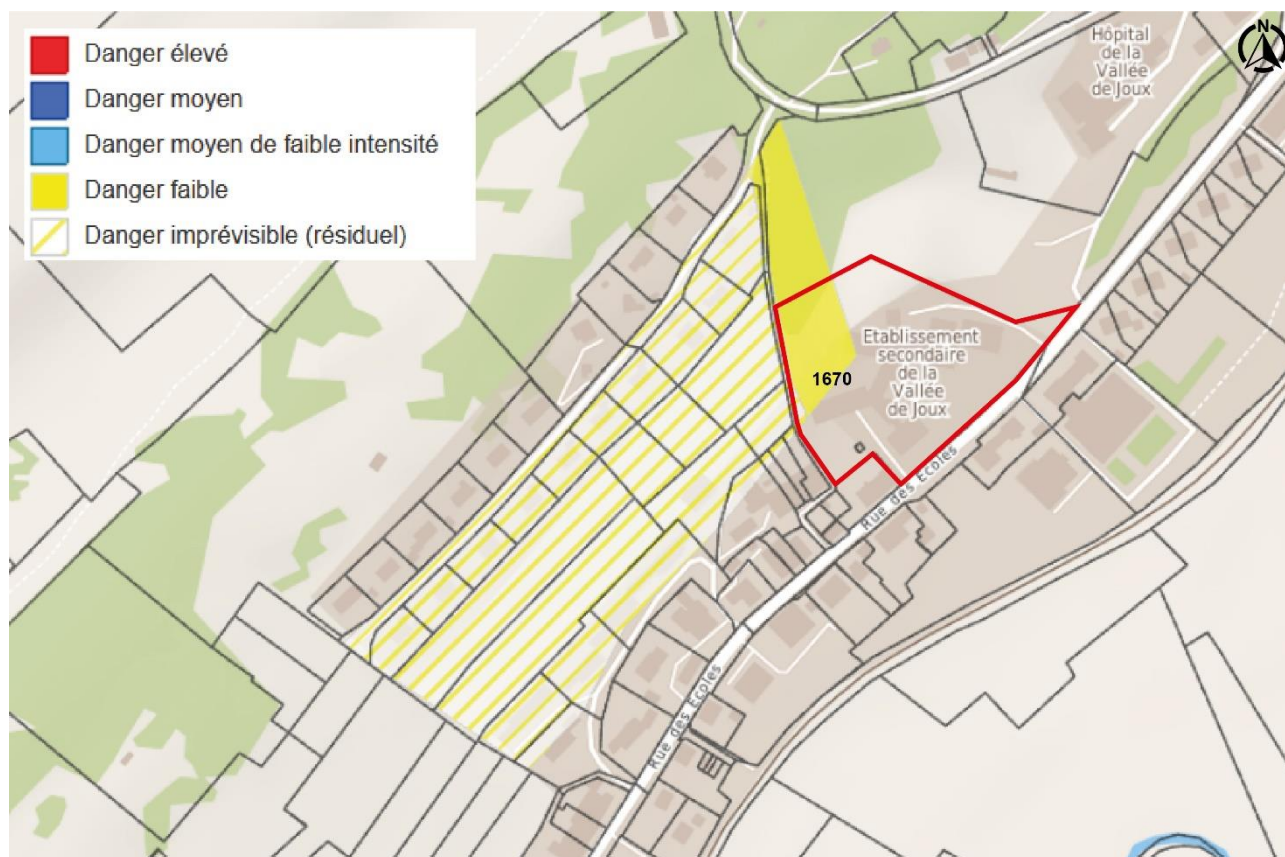 Danger élevé
Danger moyen
Danger moyen de faible intensité
Danger faible
Danger imprévisible (résiduel)
N
Hôpital
de la
Vallée
de Joux
Etablissement
secondaire
de la
Vallée
de Joux
1670
Rue des Ecoles
Rue des Ecoles